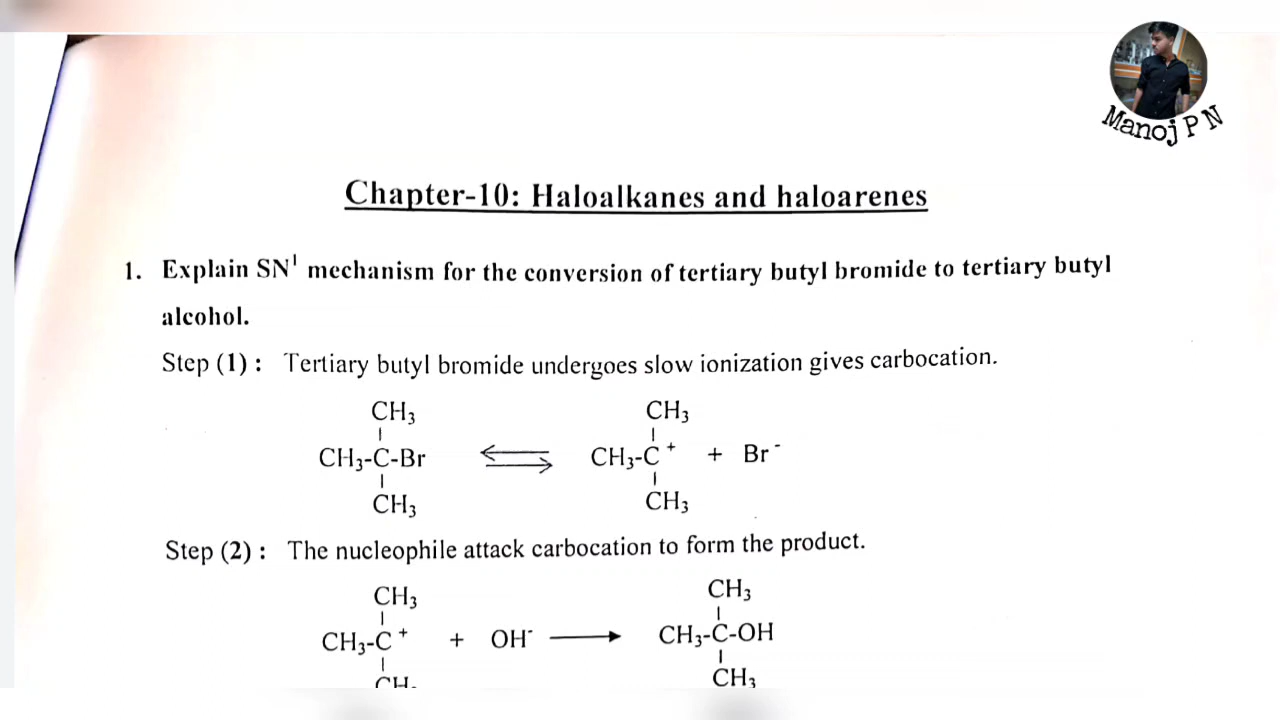 Manoj P N
Chapter-10: Haloalkanes and haloarenes
1. Explain SN¹ mechanism for the conversion of tertiary butyl bromide to tertiary butyl
alcohol.
Step (1) : Tertiary butyl bromide undergoes slow ionization gives carbocation.
CH₃ CH₃
CH₃-C-Br ⇌ CH₃-C⁺ + Br⁻
CH₃ CH₃
Step (2) : The nucleophile attack carbocation to form the product.
CH₃ CH₃
CH₃-C⁺ + OH⁻ → CH₃-C-OH
CH₃